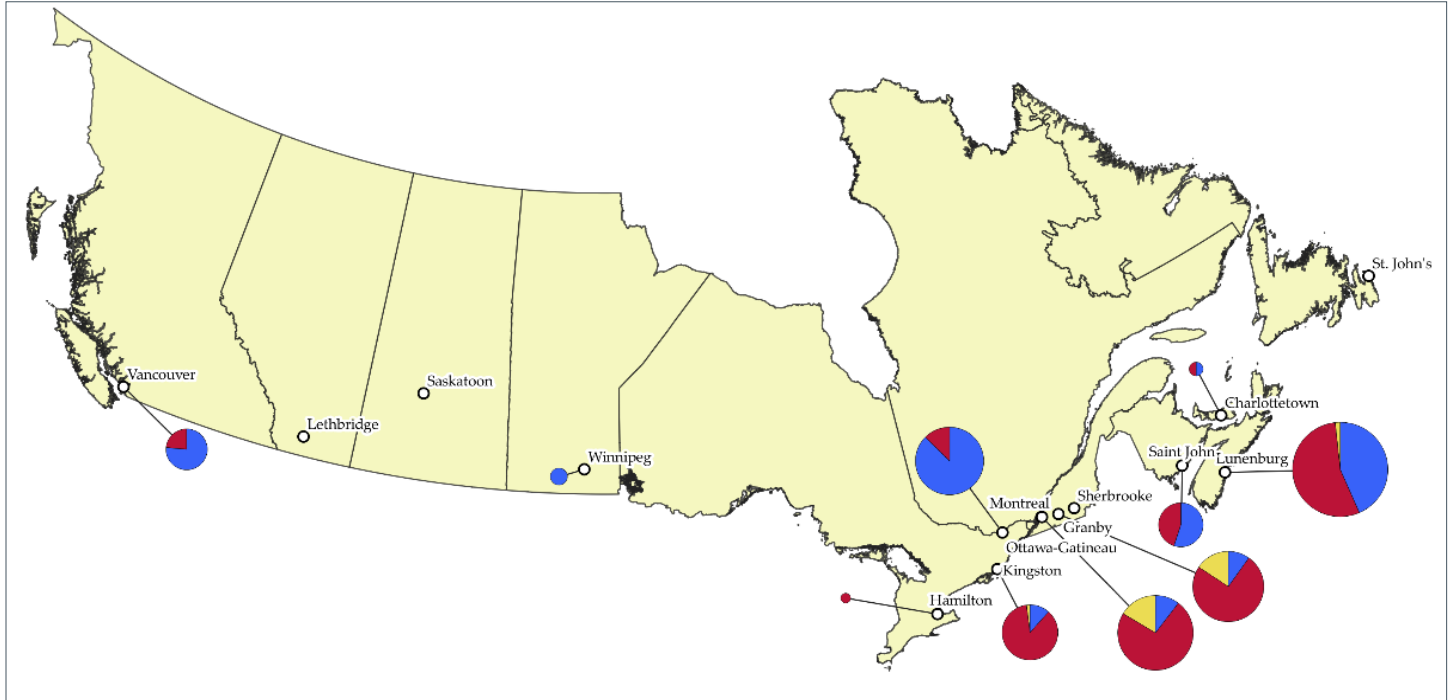 St. John's
Vancouver
Saskatoon
Charlottetown
Lethbridge
Winnipeg
Saint John
Lunenburg
Sherbrooke
Montreal
Granby
Ottawa-Gatineau
Kingston
Hamilton